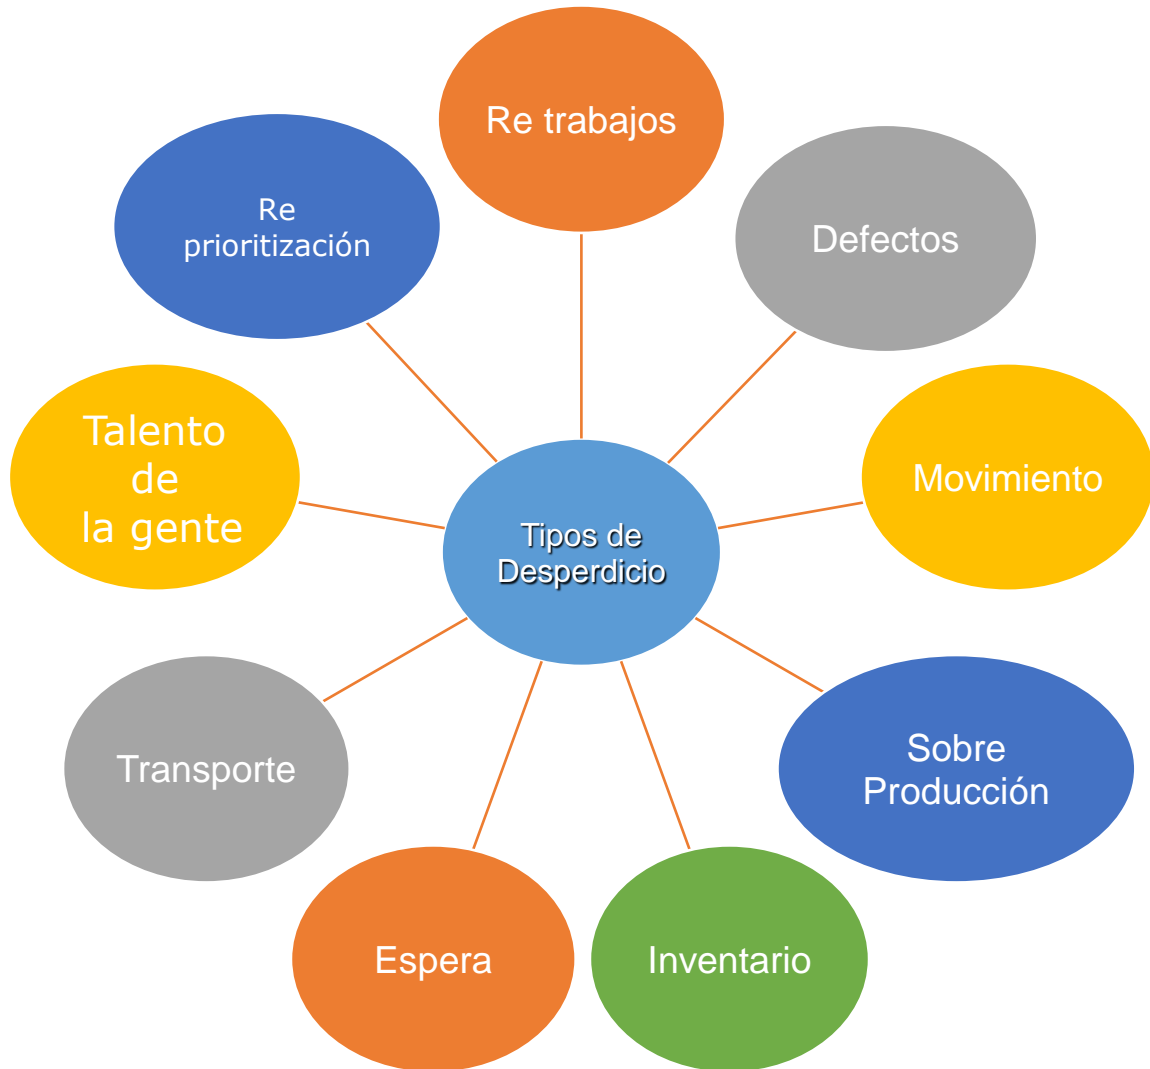 Re trabajos
Re
prioritización
Defectos
Talento
de
la gente
Movimiento
Tipos de
Desperdicio
Transporte
Sobre
Producción
Espera
Inventario